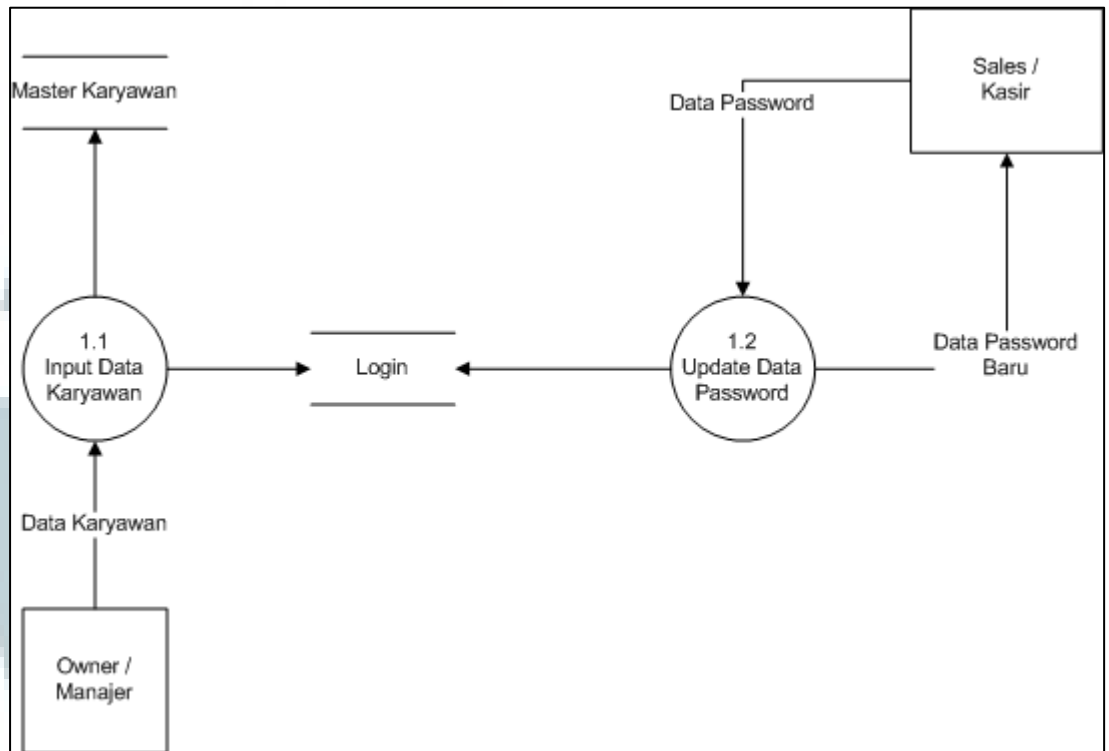 Master Karyawan
Sales /
Kasir
Data Password
1.1
Input Data
Karyawan
Login
1.2
Update Data
Password
Data Password
Baru
Data Karyawan
Owner /
Manajer